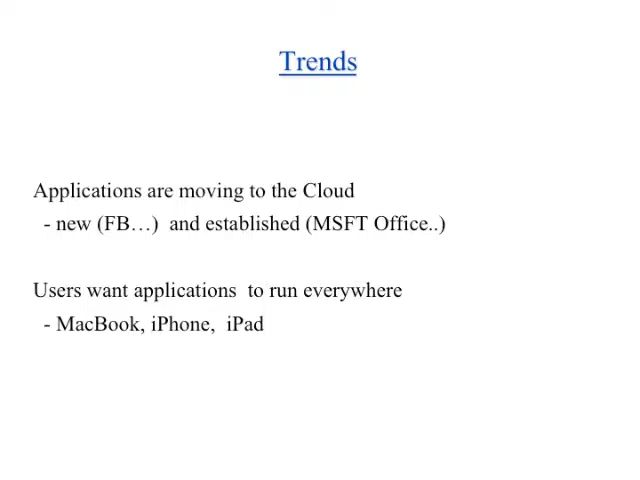 Trends
Applications are moving to the Cloud
- new (FB…)  and established (MSFT Office..)
Users want applications  to run everywhere
- MacBook, iPhone,  iPad